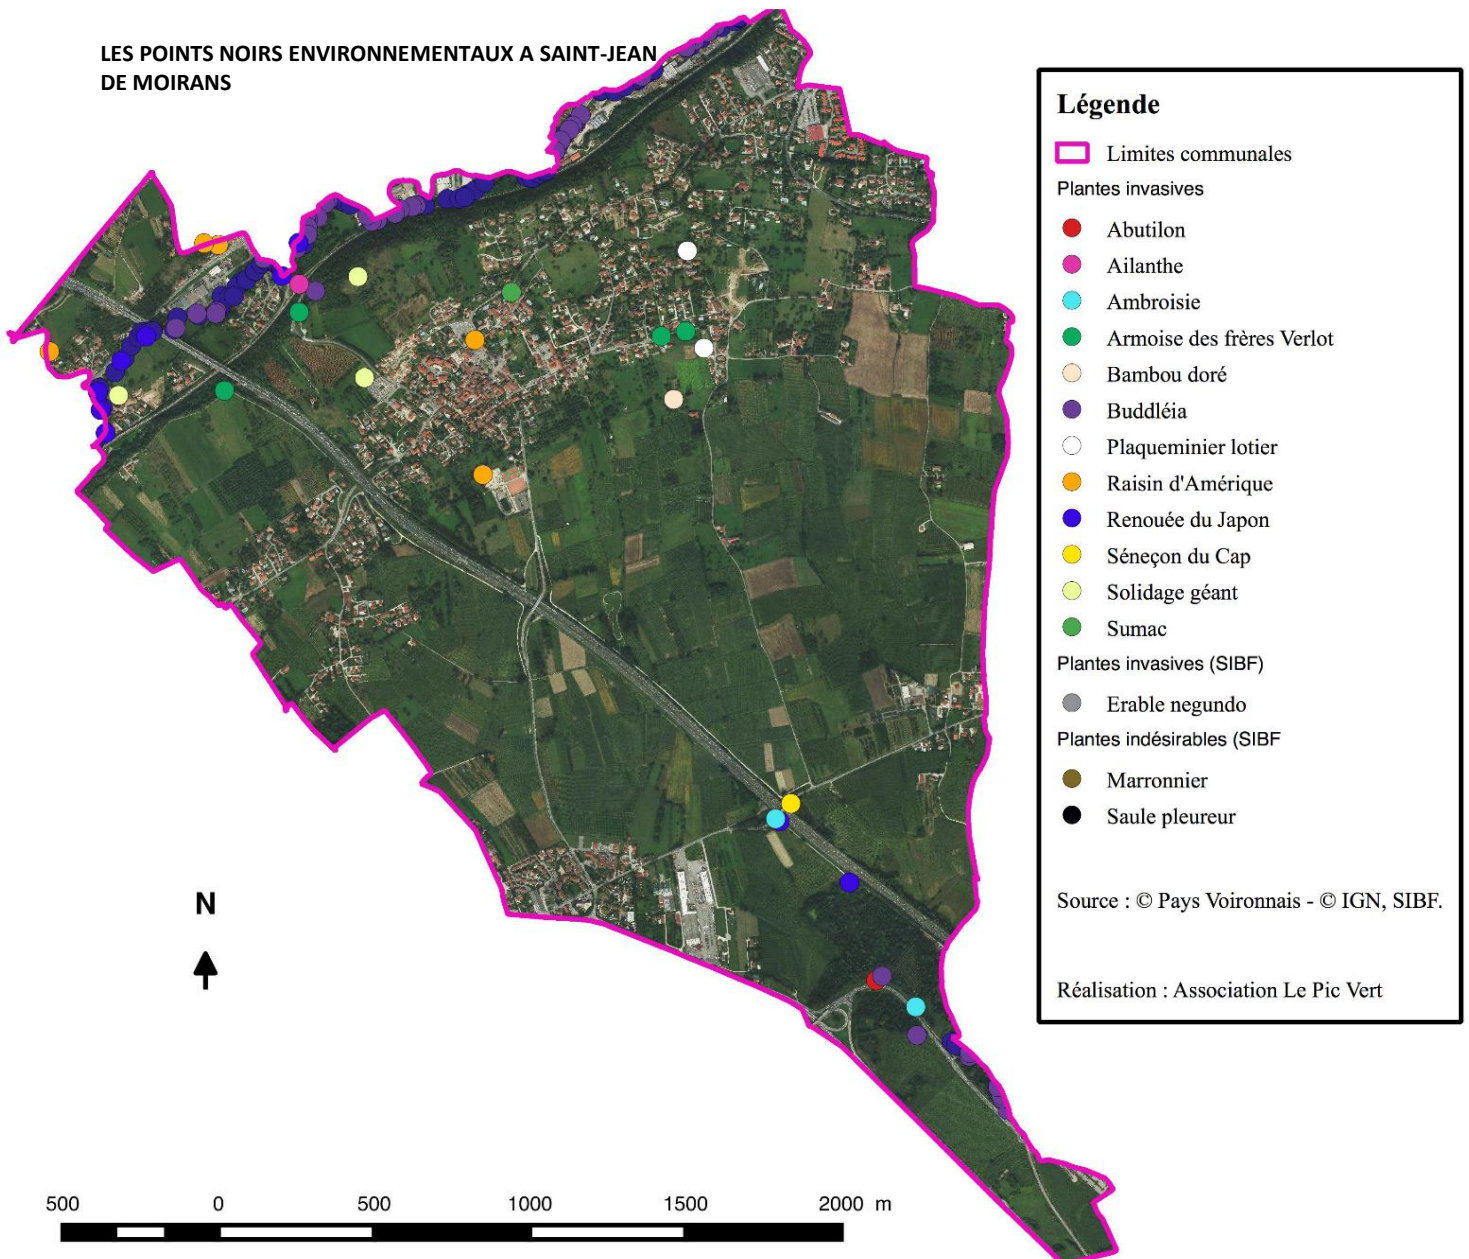 LES POINTS NOIRS ENVIRONNEMENTAUX A SAINT-JEAN
DE MOIRANS
Légende
Limites communales
Plantes invasives
Abutilon
Ailanthe
Ambroisie
Armoise des frères Verlot
Bambou doré
Buddléia
Plaqueminier lotier
Raisin d'Amérique
Renouée du Japon
Séneçon du Cap
Solidage géant
Sumac
Plantes invasives (SIBF)
Erable negundo
Plantes indésirables (SIBF
Marronnier
Saule pleureur
Source : © Pays Voironnais - © IGN, SIBF.
Réalisation : Association Le Pic Vert
N
500 0 500 1000 1500 2000 m